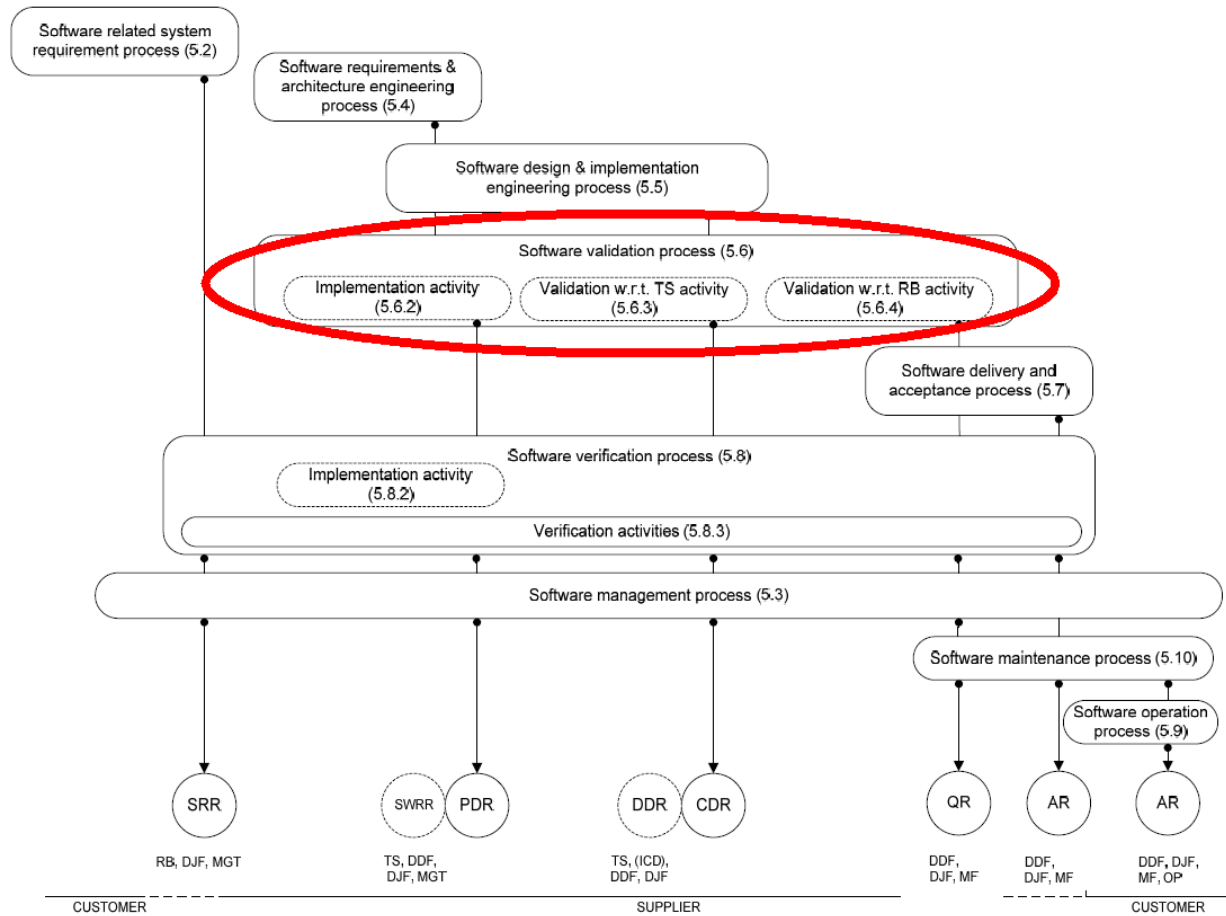 Software related system
requirement process (5.2)
Software requirements &
architecture engineering
process (5.4)
Software design & implementation
engineering process (5.5)
Software validation process (5.6)
Implementation activity
(5.6.2)
Validation w.r.t. TS activity
(5.6.3)
Validation w.r.t. RB activity
(5.6.4)
Software delivery and
acceptance process (5.7)
Software verification process (5.8)
Implementation activity
(5.8.2)
Verification activities (5.8.3)
Software management process (5.3)
Software maintenance process (5.10)
Software operation
process (5.9)
SRR
SWRR
PDR
DDR
CDR
QR
AR
AR
RB, DJF, MGT
TS, DDF,
DJF, MGT
TS, (ICD),
DDF, DJF
DDF,
DJF, MF
DDF,
DJF, MF
DDF, DJF,
MF, OP
CUSTOMER
SUPPLIER
CUSTOMER